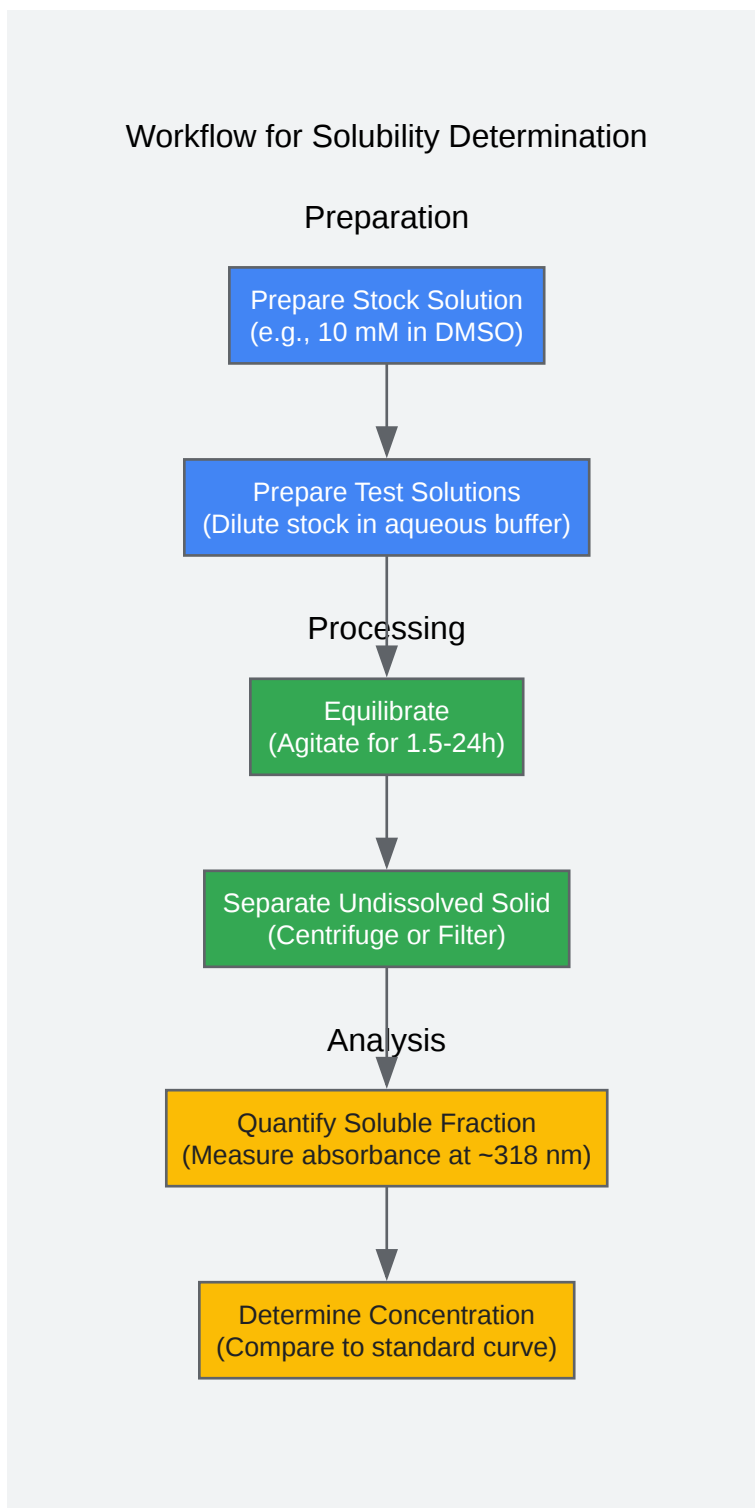 Workflow for Solubility Determination
Preparation
Prepare Stock Solution
(e.g., 10 mM in DMSO)
Prepare Test Solutions
(Dilute stock in aqueous buffer)
Processing
Equilibrate
(Agitate for 1.5-24h)
Separate Undissolved Solid
(Centrifuge or Filter)
Analysis
Quantify Soluble Fraction
(Measure absorbance at ~318 nm)
Determine Concentration
(Compare to standard curve)